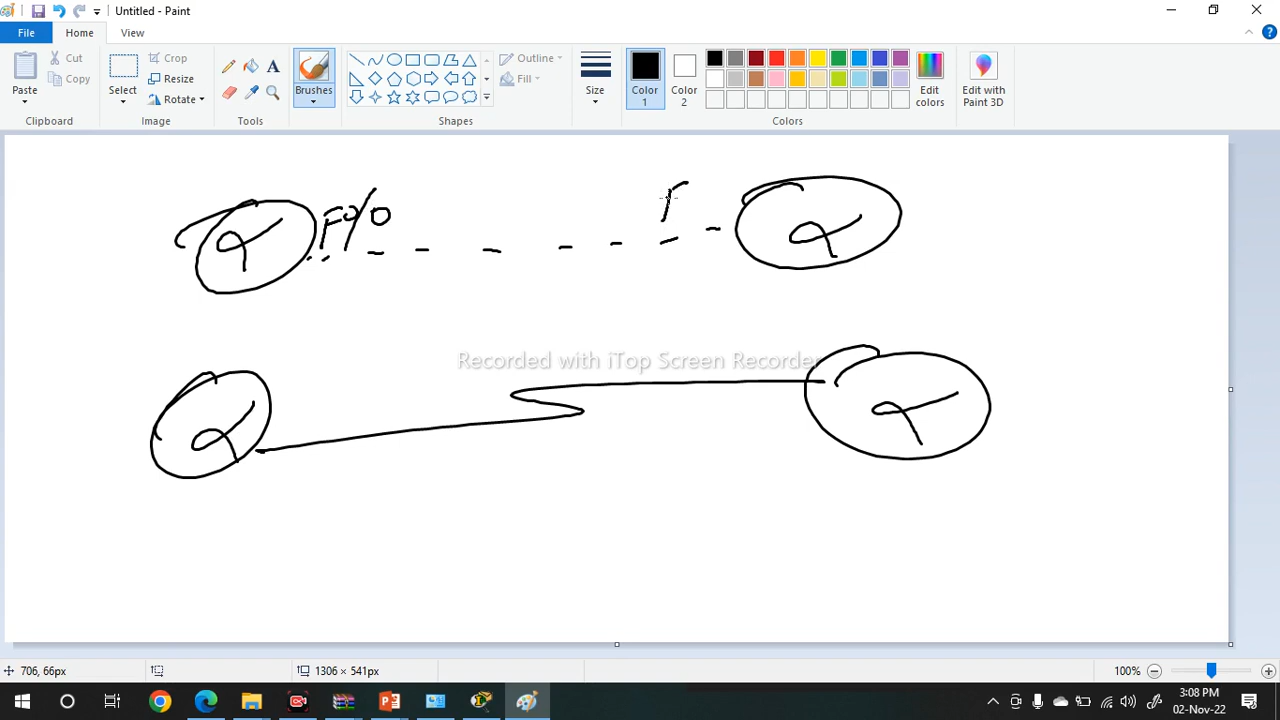 Untitled - Paint
File Home View
Paste
Cut
Copy
Clipboard
Select
Crop
Resize
Rotate
Image
Tools
Brushes
Shapes
Outline
Fill
Size
Color 1
Color 2
Colors
Edit colors
Edit with Paint 3D
F0/0
f
Recorded with iTop Screen Recorder
706, 66px
1306 × 541px
100%
3:08 PM
02-Nov-22